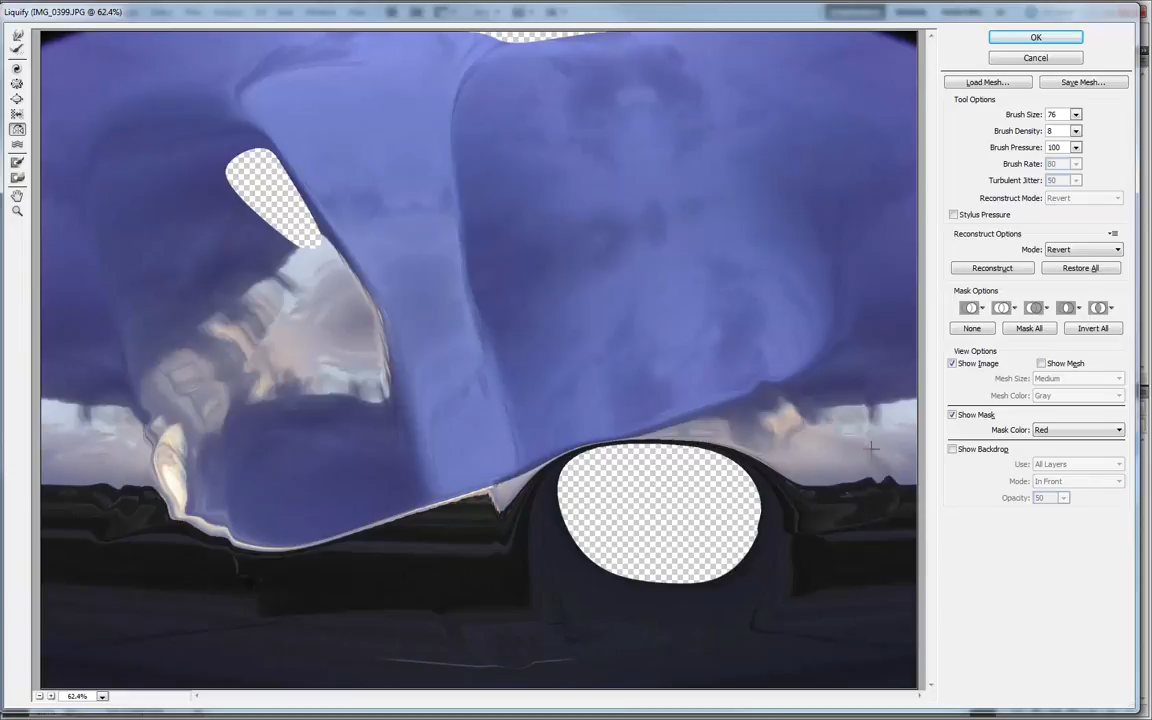 Liquify (IMG_0399.JPG @ 62.4%)
OK
Cancel
Load Mesh...
Save Mesh...
Tool Options
Brush Size: 76
Brush Density: 8
Brush Pressure: 100
Brush Rate: 80
Turbulent Jitter: 50
Reconstruct Mode: Revert
Stylus Pressure
Reconstruct Options
Mode: Revert
Reconstruct
Restore All
Mask Options
None
Mask All
Invert All
View Options
Show Image
Show Mesh
Mesh Size: Medium
Mesh Color: Gray
Show Mask
Mask Color: Red
Show Backdrop
Use: All Layers
Mode: In Front
Opacity: 50
62.4%